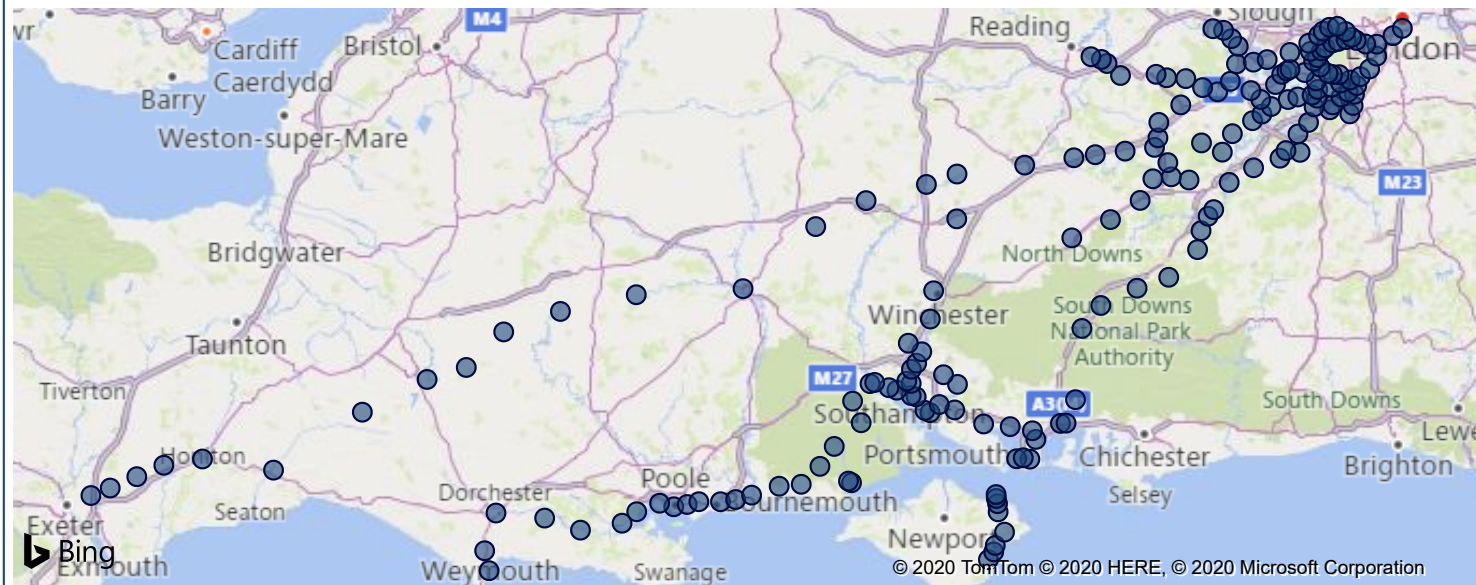 M4
Slough
Reading
London
Cardiff
Caerdydd
Bristol
Barry
Weston-super-Mare
M23
Bridgwater
North Downs
Winchester
South Downs
National Park
Authority
Taunton
Tiverton
M27
Southampton
A3(M)
South Downs
Honiton
Portsmouth
Chichester
Brighton
Poole
Bournemouth
Dorchester
Selsey
Seaton
Exeter
Newport
Bing
Exmouth
Weymouth
Swanage
© 2020 TomTom © 2020 HERE, © 2020 Microsoft Corporation